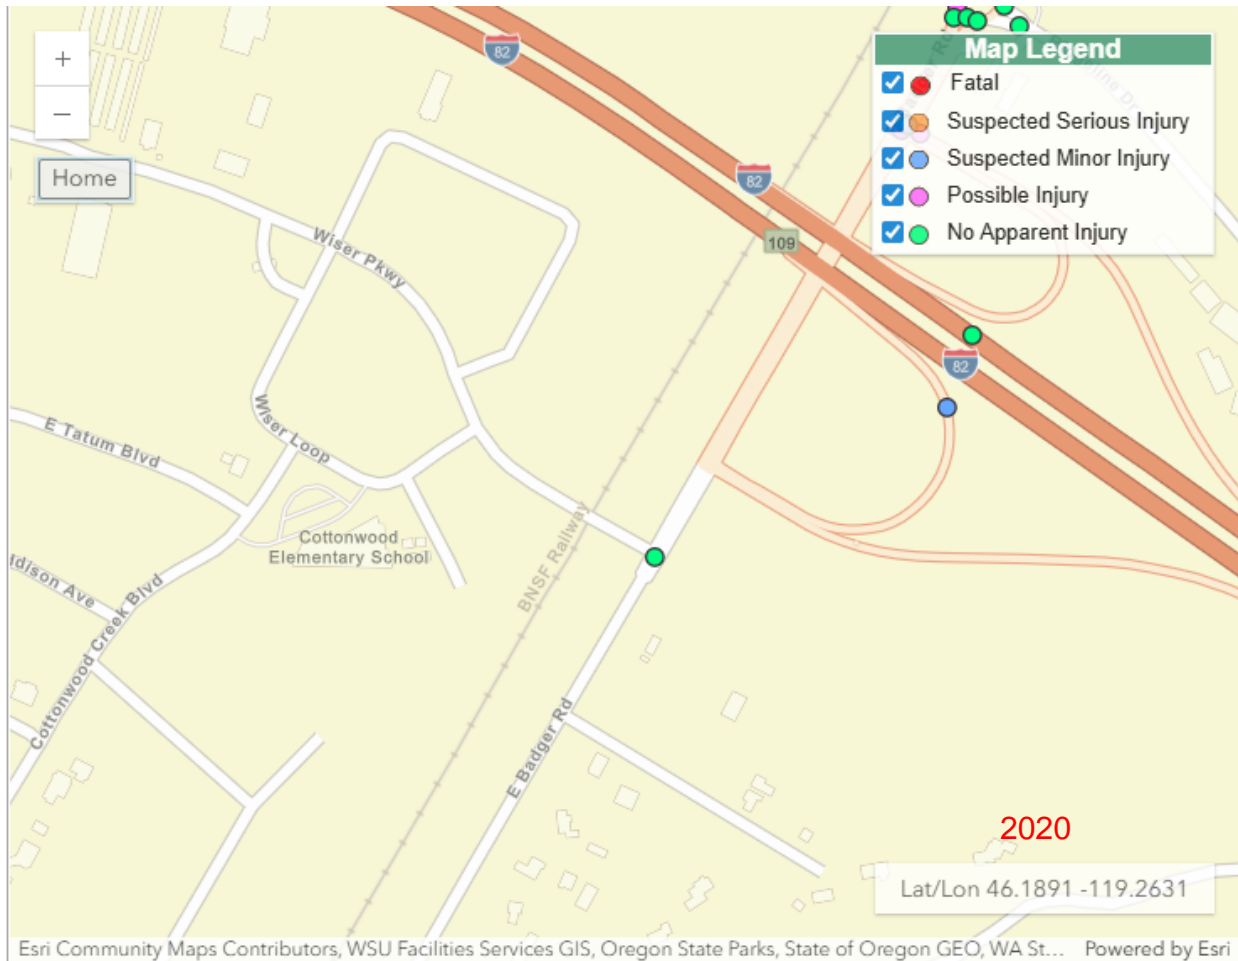 +
−
Home
82
Map Legend
Fatal
Suspected Serious Injury
Suspected Minor Injury
Possible Injury
No Apparent Injury
82
109
Wiser Pkwy
82
Wiser Loop
E Tatum Blvd
Cottonwood
Elementary School
BNSF Railway
Ave
Cottonwood Creek Blvd
E Badger Rd
2020
Lat/Lon 46.1891 -119.2631
Esri Community Maps Contributors, WSU Facilities Services GIS, Oregon State Parks, State of Oregon GEO, WA St... Powered by Esri